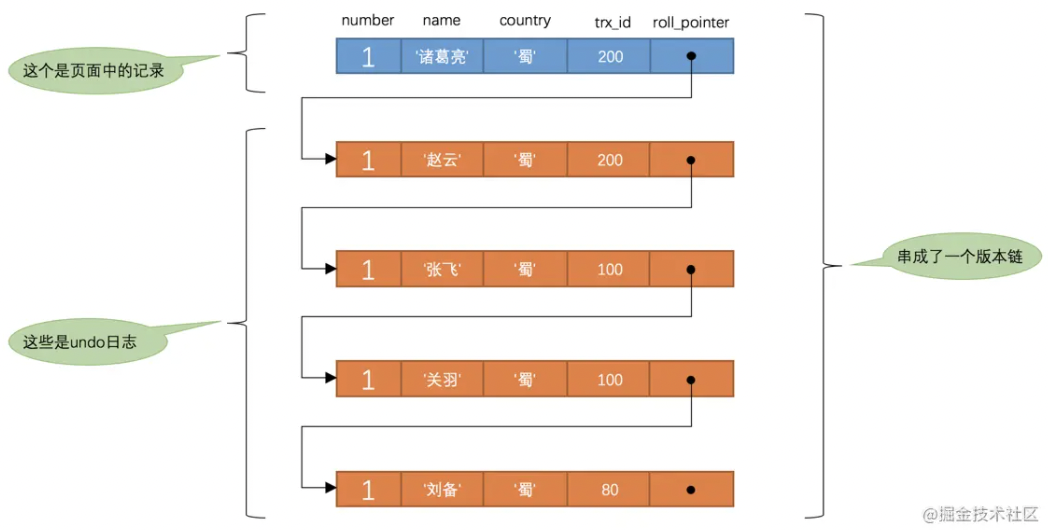 number name country trx_id roll_pointer
1 '诸葛亮' '蜀' 200
这个是页面中的记录
1 '赵云' '蜀' 200
1 '张飞' '蜀' 100
串成了一个版本链
这些是undo日志
1 '关羽' '蜀' 100
1 '刘备' '蜀' 80
@掘金技术社区